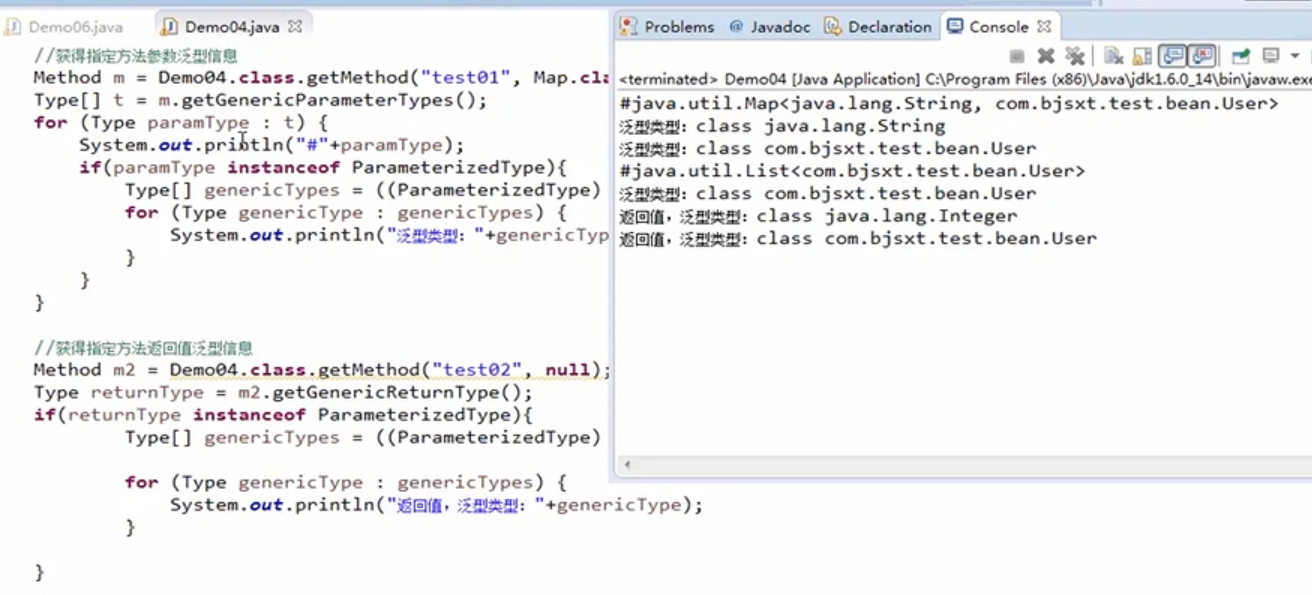 Demo06.java Demo04.java
//获得指定方法参数泛型信息
Method m = Demo04.class.getMethod("test01", Map.cla
Type[] t = m.getGenericParameterTypes();
for (Type paramType : t) {
System.out.println("#"+paramType);
if(paramType instanceof ParameterizedType){
Type[] genericTypes = ((ParameterizedType)
for (Type genericType : genericTypes) {
System.out.println("泛型类型："+genericTyp
}
}
}
//获得指定方法返回值泛型信息
Method m2 = Demo04.class.getMethod("test02", null);
Type returnType = m2.getGenericReturnType();
if(returnType instanceof ParameterizedType){
Type[] genericTypes = ((ParameterizedType)
for (Type genericType : genericTypes) {
System.out.println("返回值，泛型类型："+genericType);
}
}
Problems @ Javadoc Declaration Console
<terminated> Demo04 [Java Application] C:\Program Files (x86)\Java\jdk1.6.0_14\bin\javaw.exe
#java.util.Map<java.lang.String, com.bjsxt.test.bean.User>
泛型类型：class java.lang.String
泛型类型：class com.bjsxt.test.bean.User
#java.util.List<com.bjsxt.test.bean.User>
泛型类型：class com.bjsxt.test.bean.User
返回值，泛型类型：class java.lang.Integer
返回值，泛型类型：class com.bjsxt.test.bean.User